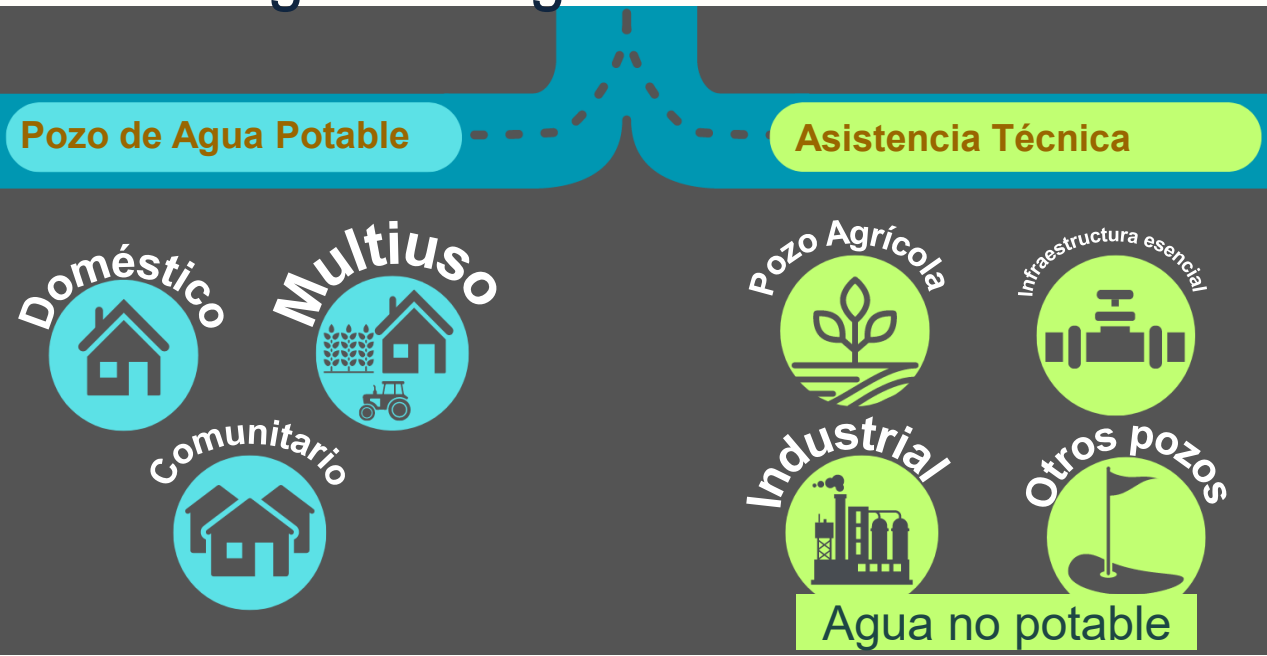 Pozo de Agua Potable
Asistencia Técnica
Doméstico
Multiuso
Comunitario
Pozo Agrícola
Infraestructura esencial
Industrial
Otros pozos
Agua no potable